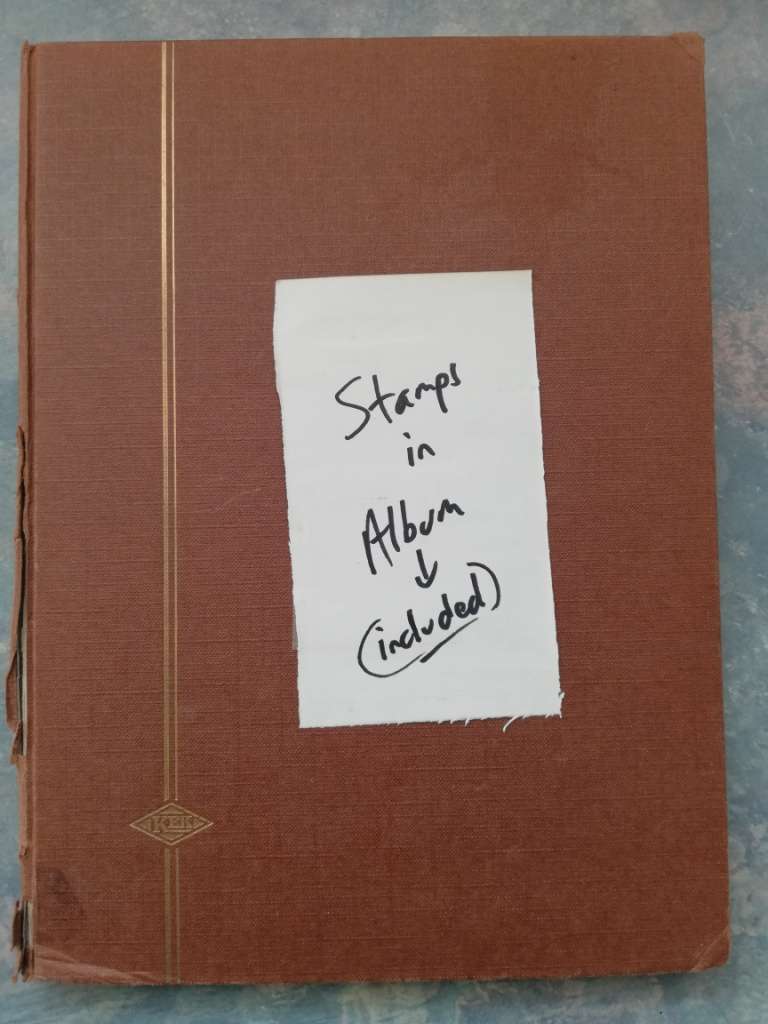 Stamps
in
Album
↓
(included)
KEK